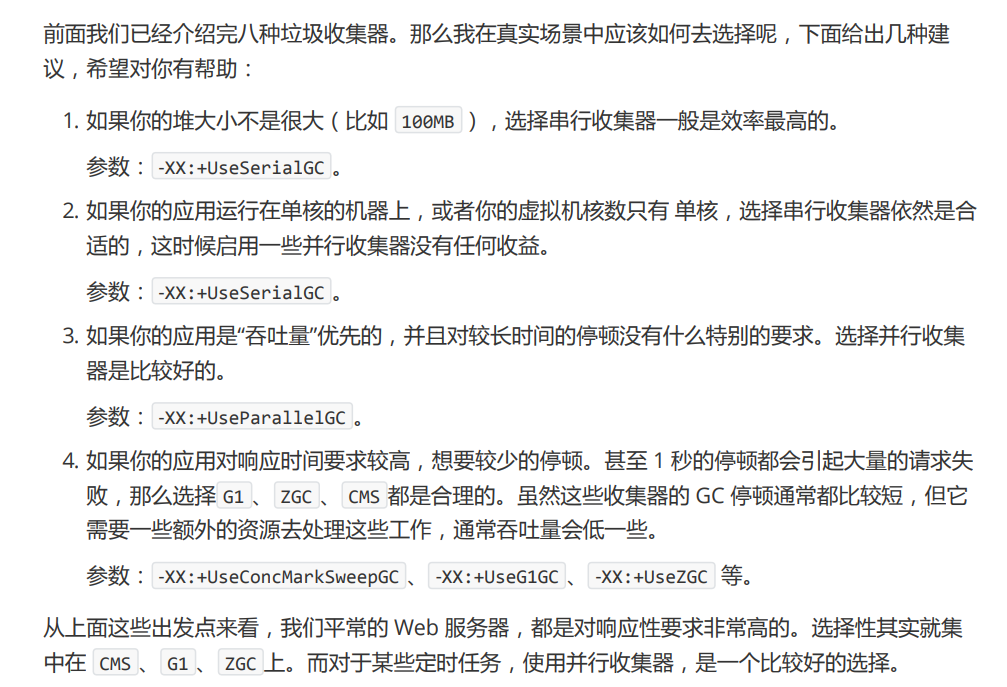 前面我们已经介绍完八种垃圾收集器。那么我在真实场景中应该如何去选择呢，下面给出几种建
议，希望对你有帮助：
1. 如果你的堆大小不是很大（比如 100MB ），选择串行收集器一般是效率最高的。
参数：-XX:+UseSerialGC。
2. 如果你的应用运行在单核的机器上，或者你的虚拟机核数只有 单核，选择串行收集器依然是合
适的，这时候启用一些并行收集器没有任何收益。
参数：-XX:+UseSerialGC。
3. 如果你的应用是“吞吐量”优先的，并且对较长时间的停顿没有什么特别的要求。选择并行收集
器是比较好的。
参数：-XX:+UseParallelGC。
4. 如果你的应用对响应时间要求较高，想要较少的停顿。甚至 1 秒的停顿都会引起大量的请求失
败，那么选择 G1 、 ZGC 、 CMS 都是合理的。虽然这些收集器的 GC 停顿通常都比较短，但它
需要一些额外的资源去处理这些工作，通常吞吐量会低一些。
参数：-XX:+UseConcMarkSweepGC 、 -XX:+UseG1GC 、 -XX:+UseZGC 等。
从上面这些出发点来看，我们平常的 Web 服务器，都是对响应性要求非常高的。选择性其实就集
中在 CMS 、 G1 、 ZGC 上。而对于某些定时任务，使用并行收集器，是一个比较好的选择。